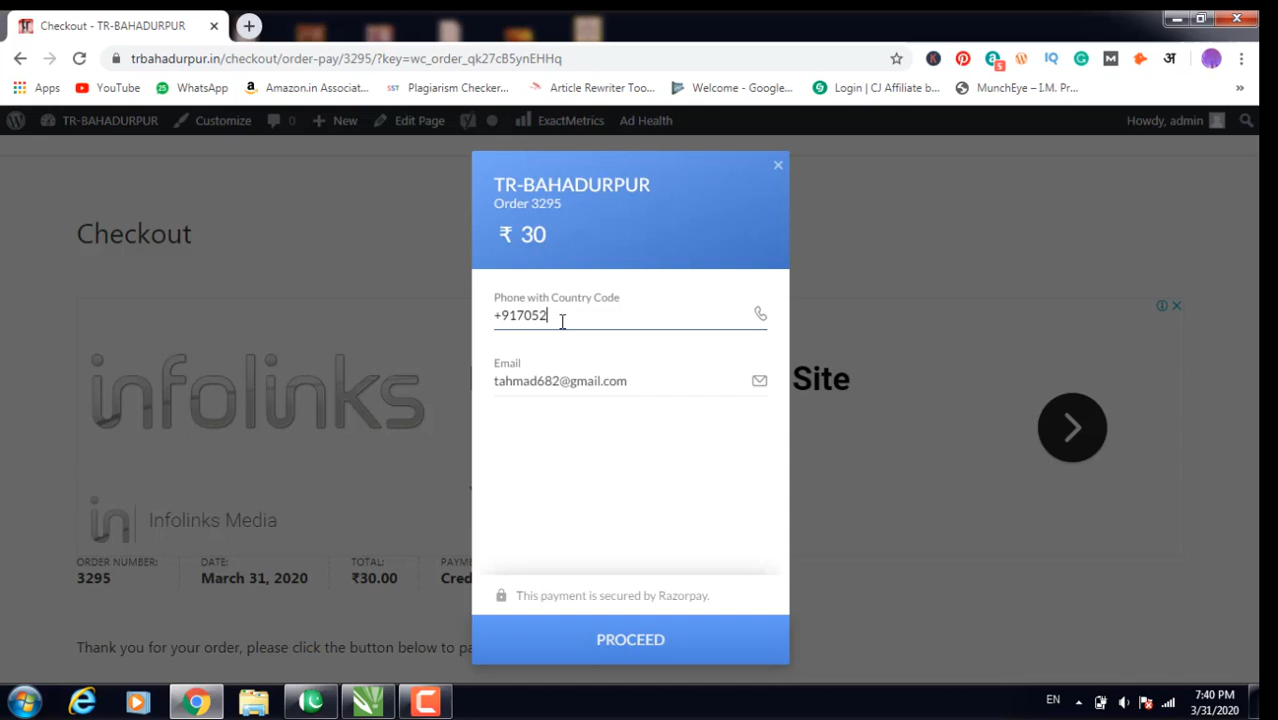 Checkout - TR-BAHADURPUR
trbahadurpur.in/checkout/order-pay/3295/?key=wc_order_qk27cB5ynEHHq
Apps YouTube WhatsApp Amazon.in Associat... Plagiarism Checker... Article Rewriter Too... Welcome - Google... Login | CJ Affiliate b... MunchEye – I.M. Pr...
TR-BAHADURPUR Customize 0 New Edit Page ExactMetrics Ad Health Howdy, admin
TR-BAHADURPUR
Order 3295
₹ 30
Checkout
Phone with Country Code
+917052
Email
tahmad682@gmail.com
infolinks
Site
Infolinks Media
ORDER NUMBER: DATE: TOTAL:
3295 March 31, 2020 ₹30.00
This payment is secured by Razorpay.
PROCEED
Thank you for your order, please click the button below to
EN
7:40 PM
3/31/2020